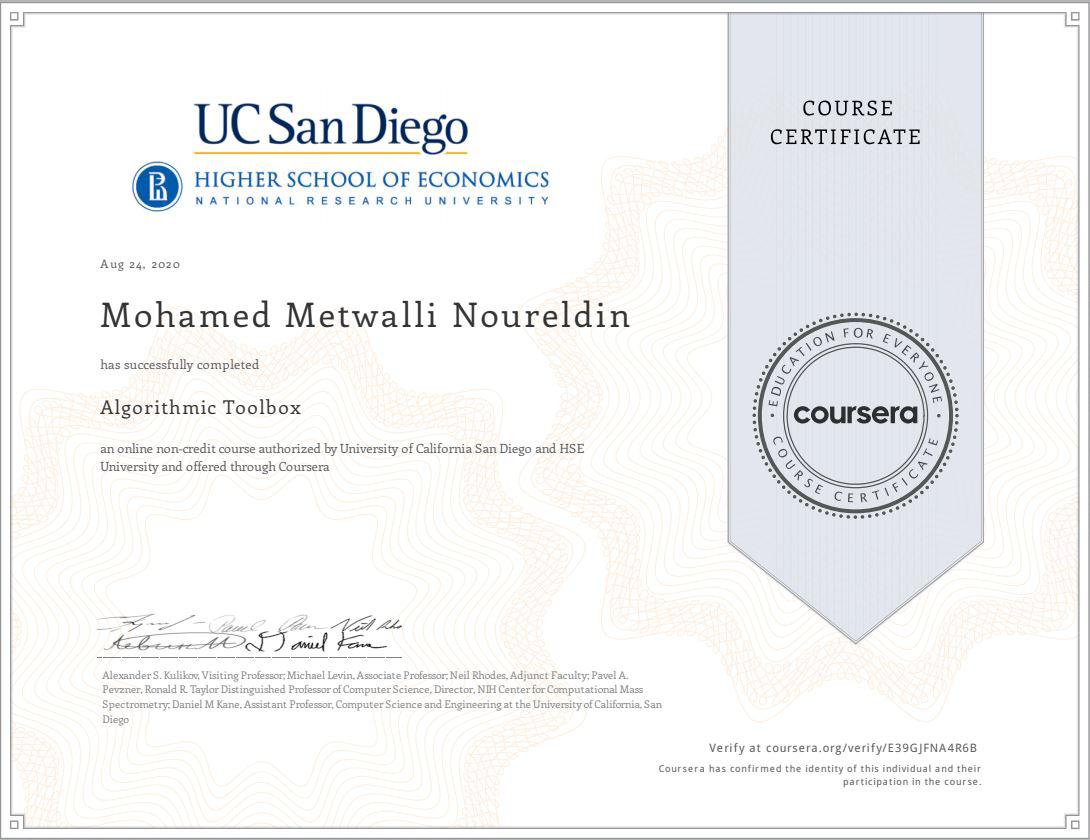 UC San Diego
HIGHER SCHOOL OF ECONOMICS
NATIONAL RESEARCH UNIVERSITY
COURSE
CERTIFICATE
Aug 24, 2020
Mohamed Metwalli Noureldin
has successfully completed
Algorithmic Toolbox
an online non-credit course authorized by University of California San Diego and HSE
University and offered through Coursera
EDUCATION FOR EVERYONE
coursera
COURSE CERTIFICATE
Alexander S. Kulikov, Visiting Professor; Michael Levin, Associate Professor; Neil Rhodes, Adjunct Faculty; Pavel A.
Pevzner, Ronald R. Taylor Distinguished Professor of Computer Science, Director, NIH Center for Computational Mass
Spectrometry; Daniel M Kane, Assistant Professor, Computer Science and Engineering at the University of California, San
Diego
Verify at coursera.org/verify/E39GJFNA4R6B
Coursera has confirmed the identity of this individual and their
participation in the course.